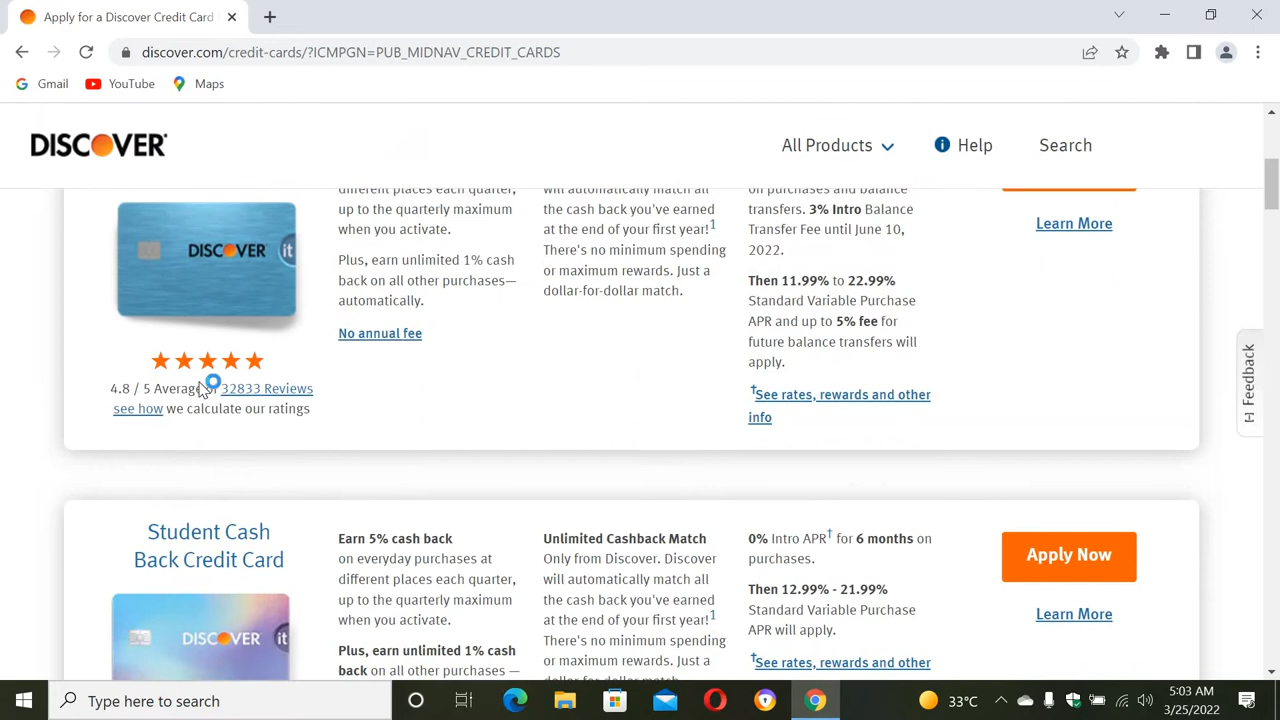 Apply for a Discover Credit Card
discover.com/credit-cards/?ICMPGN=PUB_MIDNAV_CREDIT_CARDS
Gmail
YouTube
Maps
DISCOVER
All Products
Help
Search
different places each quarter,
up to the quarterly maximum
when you activate.
Plus, earn unlimited 1% cash
back on all other purchases—
automatically.
No annual fee
will automatically match all
the cash back you've earned
at the end of your first year!1
There's no minimum spending
or maximum rewards. Just a
dollar-for-dollar match.
on purchases and balance
transfers. 3% Intro Balance
Transfer Fee until June 10,
2022.
Then 11.99% to 22.99%
Standard Variable Purchase
APR and up to 5% fee for
future balance transfers will
apply.
†See rates, rewards and other
info
Learn More
DISCOVER it
4.8 / 5 Average 32833 Reviews
see how we calculate our ratings
Feedback
Student Cash
Back Credit Card
DISCOVER it
Earn 5% cash back
on everyday purchases at
different places each quarter,
up to the quarterly maximum
when you activate.
Plus, earn unlimited 1% cash
back on all other purchases —
Unlimited Cashback Match
Only from Discover. Discover
will automatically match all
the cash back you've earned
at the end of your first year!1
There's no minimum spending
or maximum rewards. Just a
dollar-for-dollar match.
0% Intro APR† for 6 months on
purchases.
Then 12.99% - 21.99%
Standard Variable Purchase
APR will apply.
†See rates, rewards and other
Apply Now
Learn More
Type here to search
33°C
5:03 AM
3/25/2022